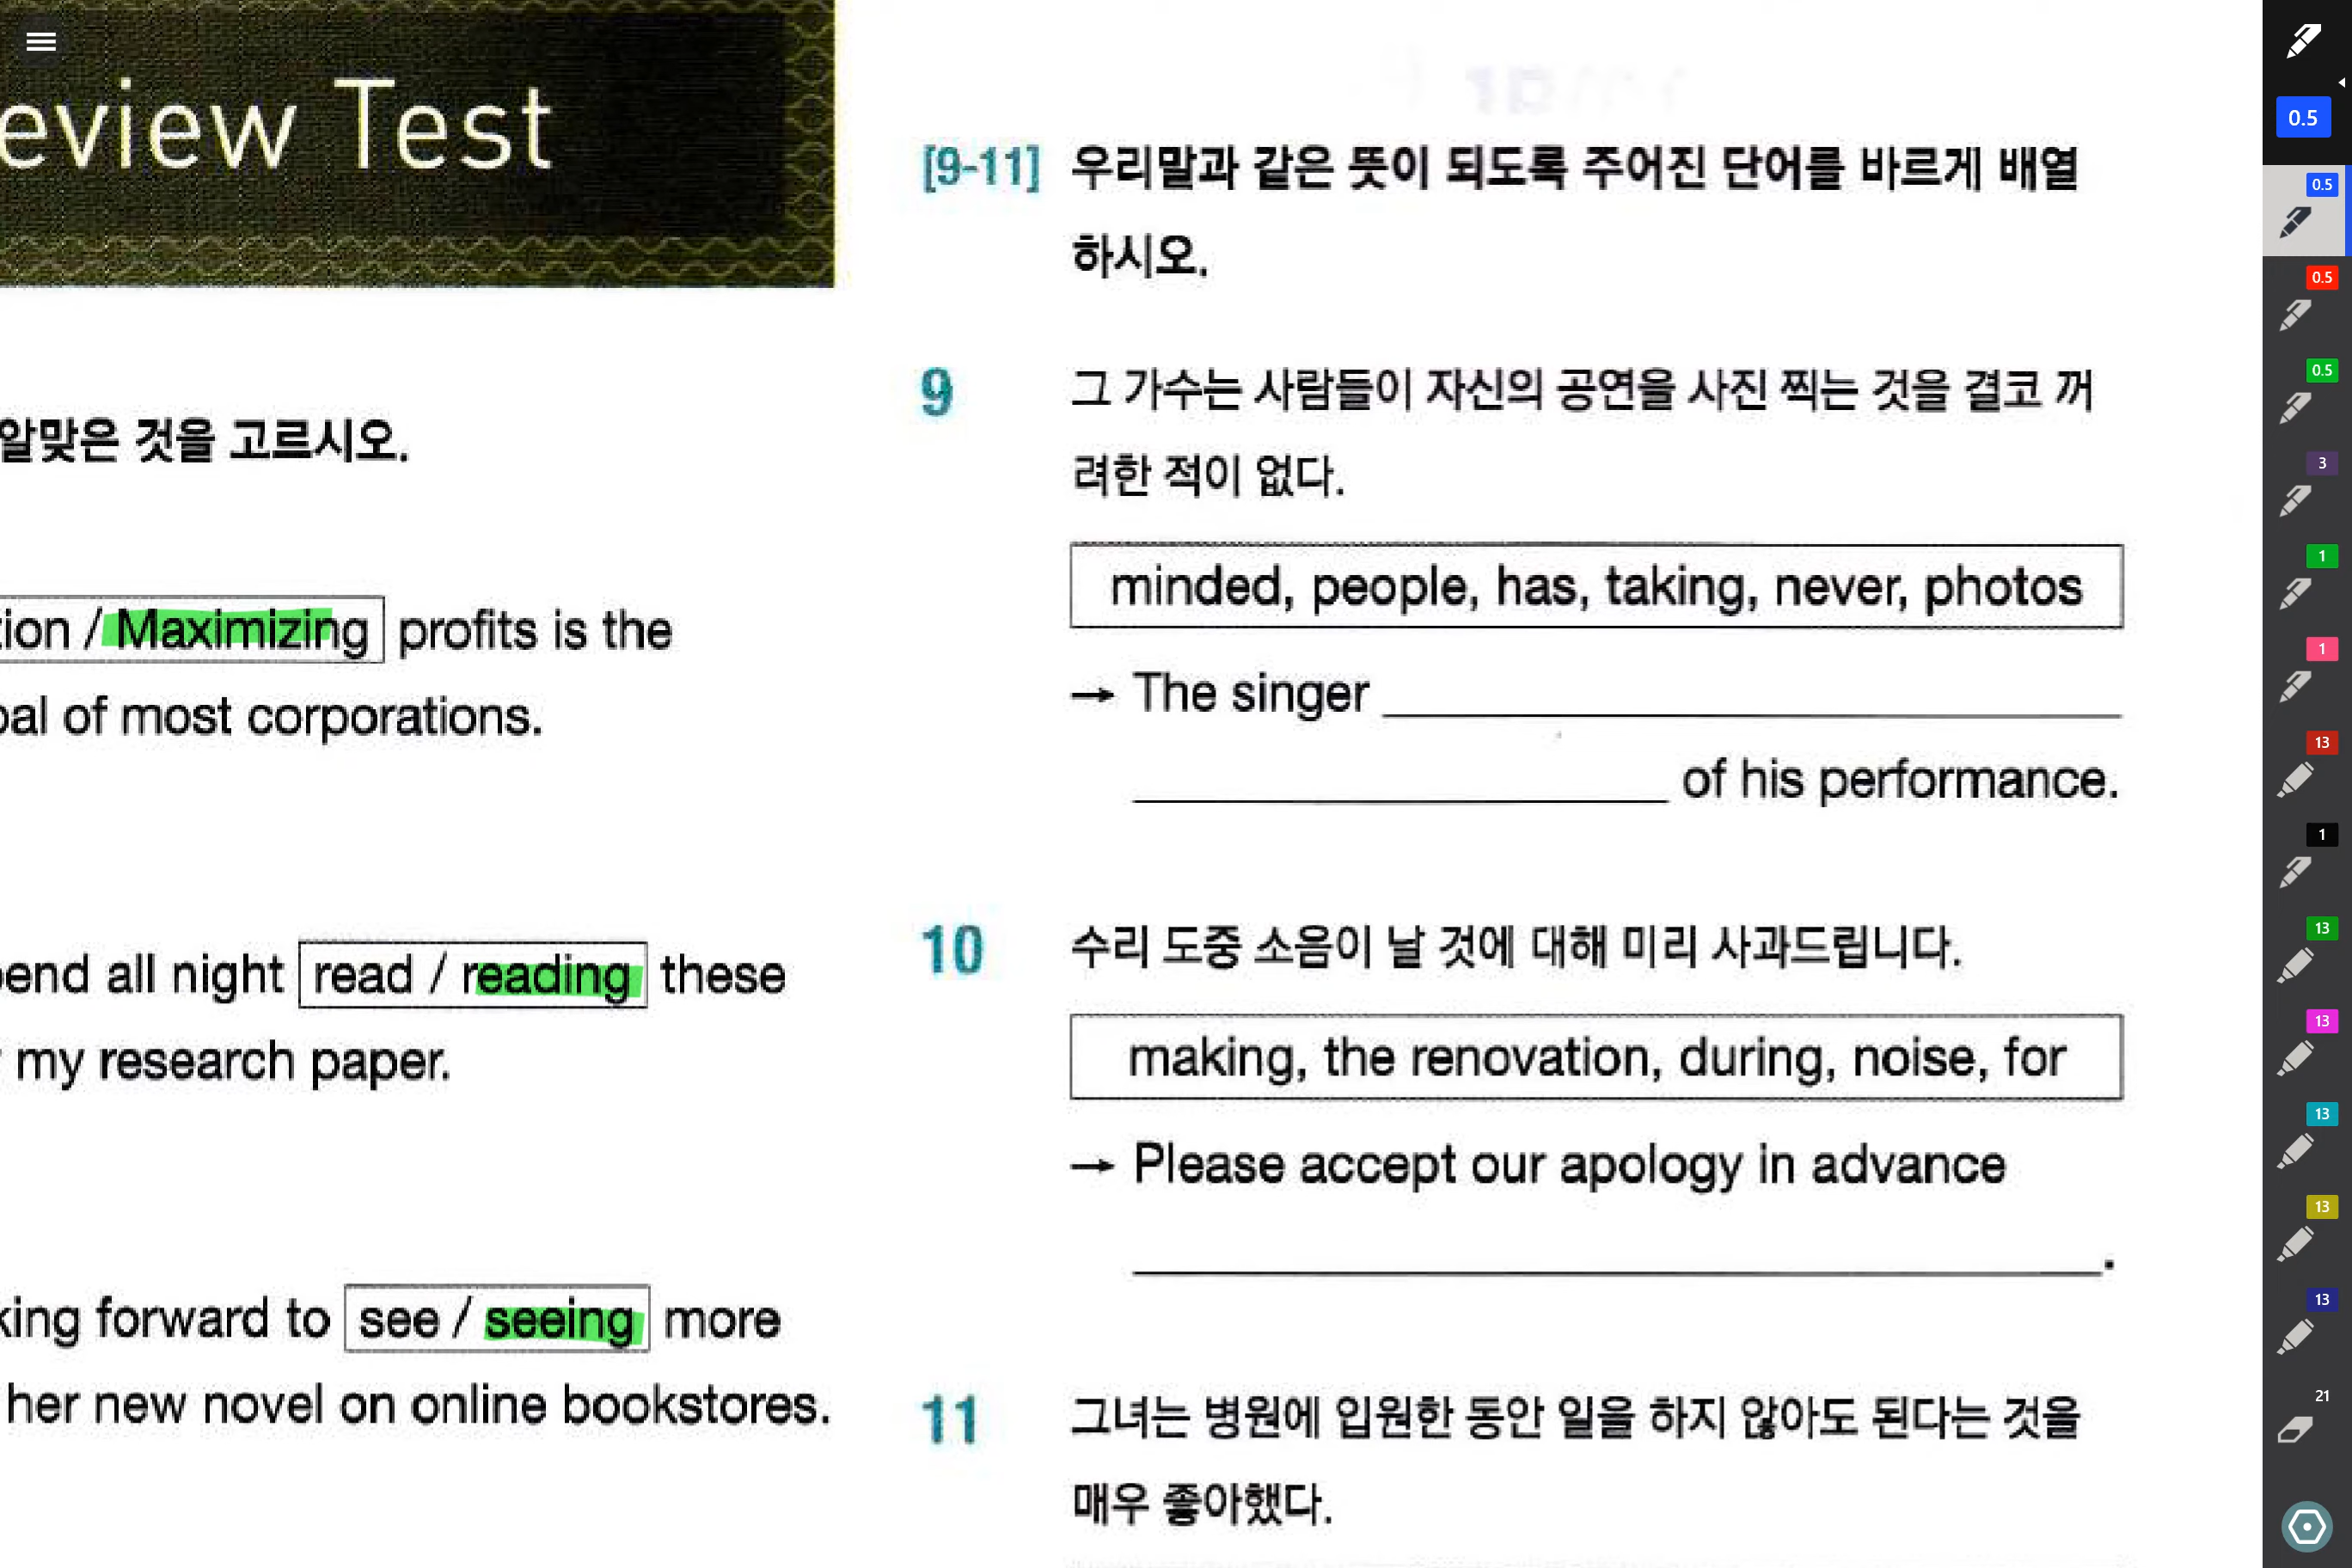 eview Test
알맞은 것을 고르시오.
tion / Maximizing profits is the
oal of most corporations.
pend all night read / reading these
my research paper.
king forward to see / seeing more
her new novel on online bookstores.
[9-11] 우리말과 같은 뜻이 되도록 주어진 단어를 바르게 배열
하시오.
9 그 가수는 사람들이 자신의 공연을 사진 찍는 것을 결코 꺼
려한 적이 없다.
minded, people, has, taking, never, photos
→ The singer
of his performance.
10 수리 도중 소음이 날 것에 대해 미리 사과드립니다.
making, the renovation, during, noise, for
→ Please accept our apology in advance
.
11 그녀는 병원에 입원한 동안 일을 하지 않아도 된다는 것을
매우 좋아했다.
0.5
0.5
0.5
0.5
3
1
1
13
1
13
13
13
13
13
21